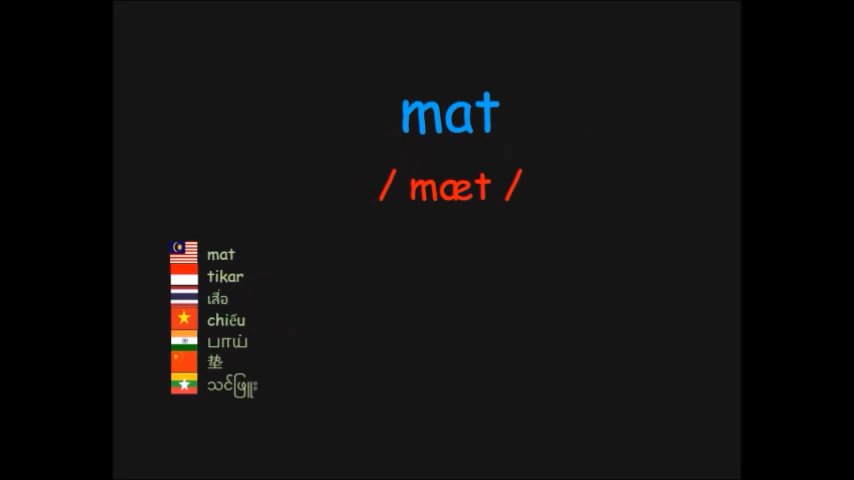 mat
/ mæt /
mat
tikar
เสื่อ
chiếu
பாய்
垫
သင်ဖြူး